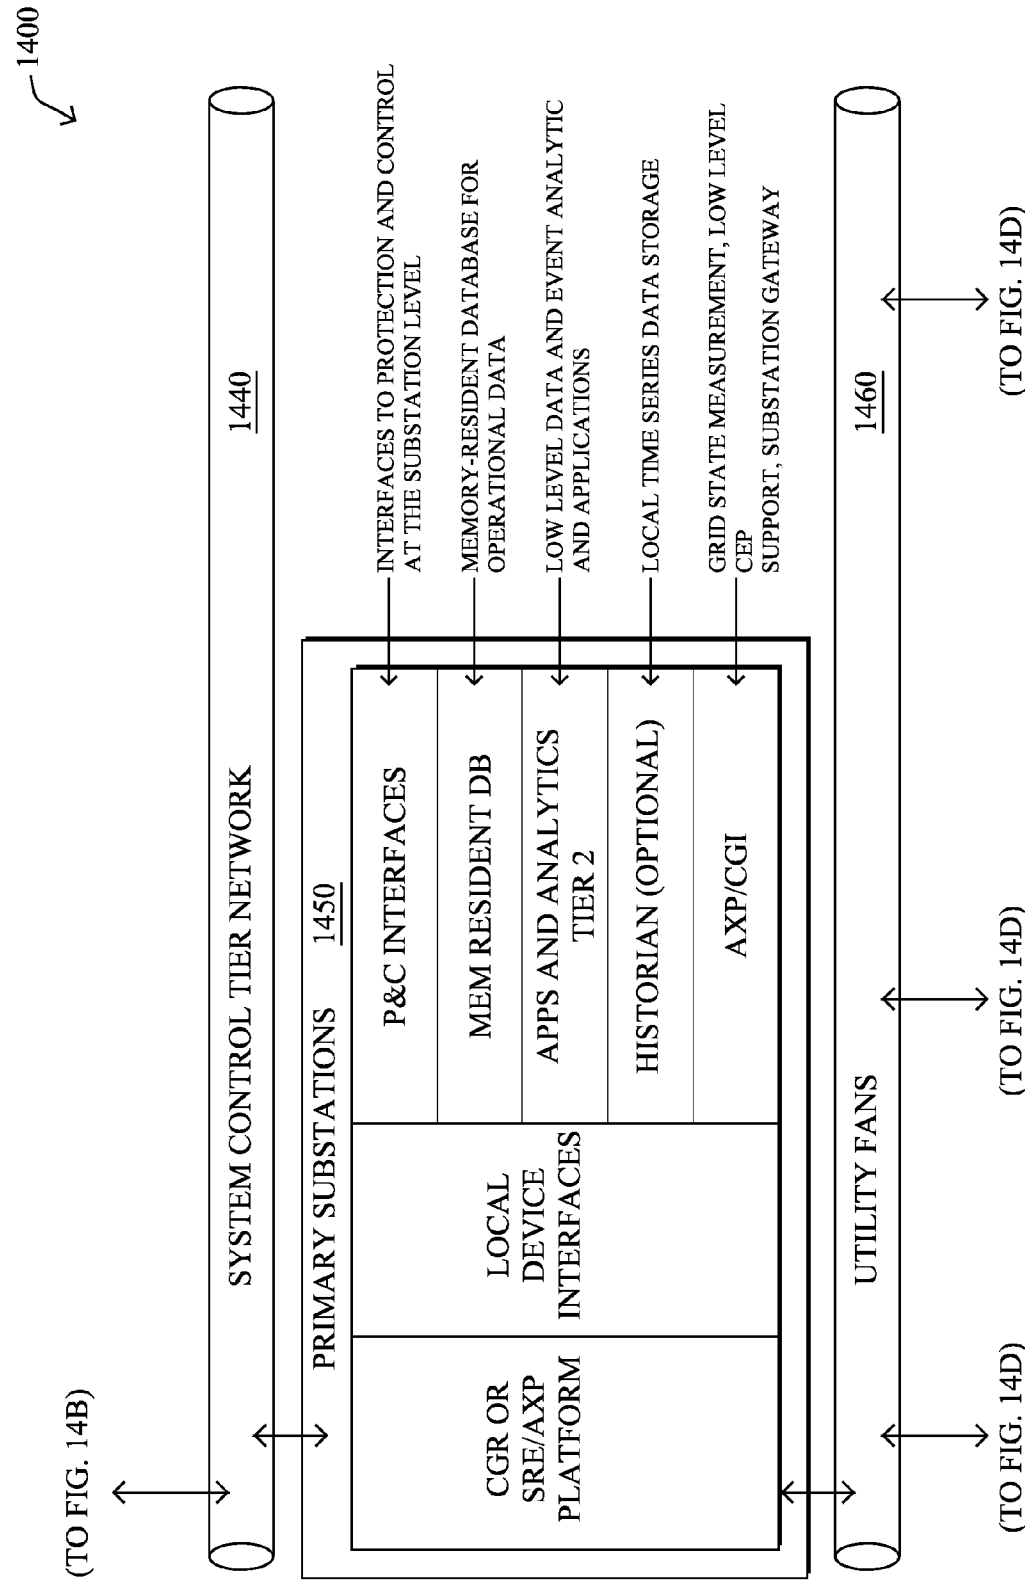 1400
(TO FIG. 14B)
SYSTEM CONTROL TIER NETWORK
1440
PRIMARY SUBSTATIONS
1450
CGR OR
SRE/AXP
PLATFORM
LOCAL
DEVICE
INTERFACES
P&C INTERFACES
MEM RESIDENT DB
APPS AND ANALYTICS
TIER 2
HISTORIAN (OPTIONAL)
AXP/CGI
INTERFACES TO PROTECTION AND CONTROL
AT THE SUBSTATION LEVEL
MEMORY-RESIDENT DATABASE FOR
OPERATIONAL DATA
LOW LEVEL DATA AND EVENT ANALYTIC
AND APPLICATIONS
LOCAL TIME SERIES DATA STORAGE
GRID STATE MEASUREMENT, LOW LEVEL
CEP
SUPPORT, SUBSTATION GATEWAY
UTILITY FANS
1460
(TO FIG. 14D)
(TO FIG. 14D)
(TO FIG. 14D)